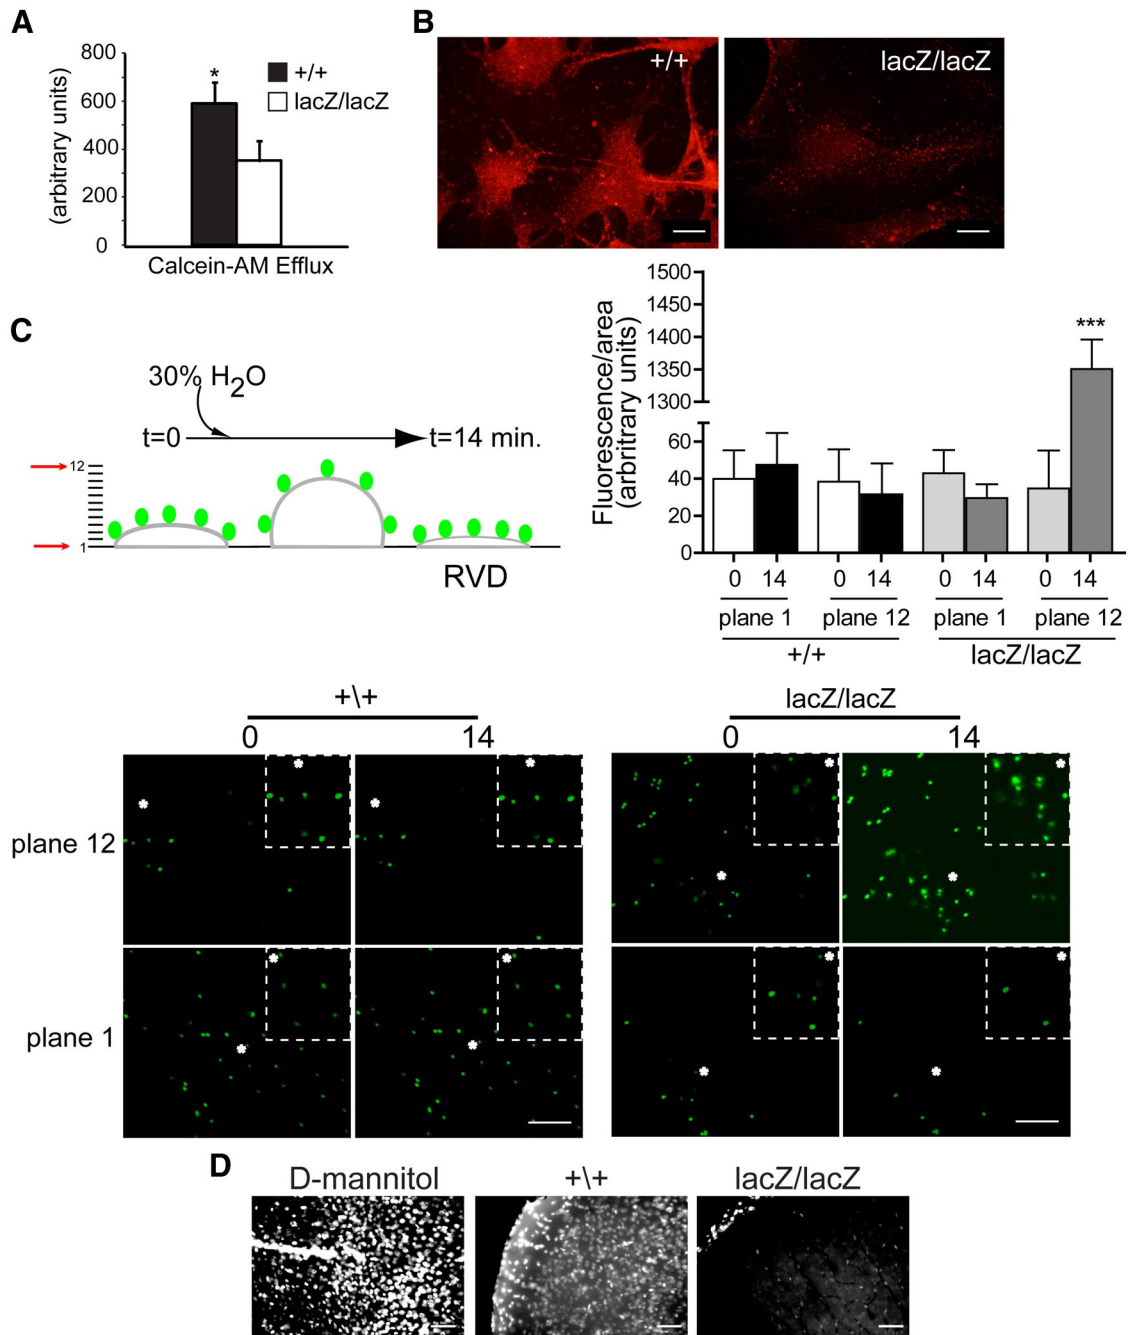 A
800
600
400
200
0
(arbitrary units)
*
+/+
lacZ/lacZ
Calcein-AM Efflux
B
+/+
lacZ/lacZ
C
30% H2O
t=0
t=14 min.
12
1
RVD
Fluorescence/area
(arbritrary units)
1500
1450
1400
1350
1300
60
40
20
0
***
0 14 0 14 0 14 0 14
plane 1 plane 12 plane 1 plane 12
+/+ lacZ/lacZ
+\+
0 14
lacZ/lacZ
0 14
plane 12
plane 1
D
D-mannitol
+\+
lacZ/lacZ